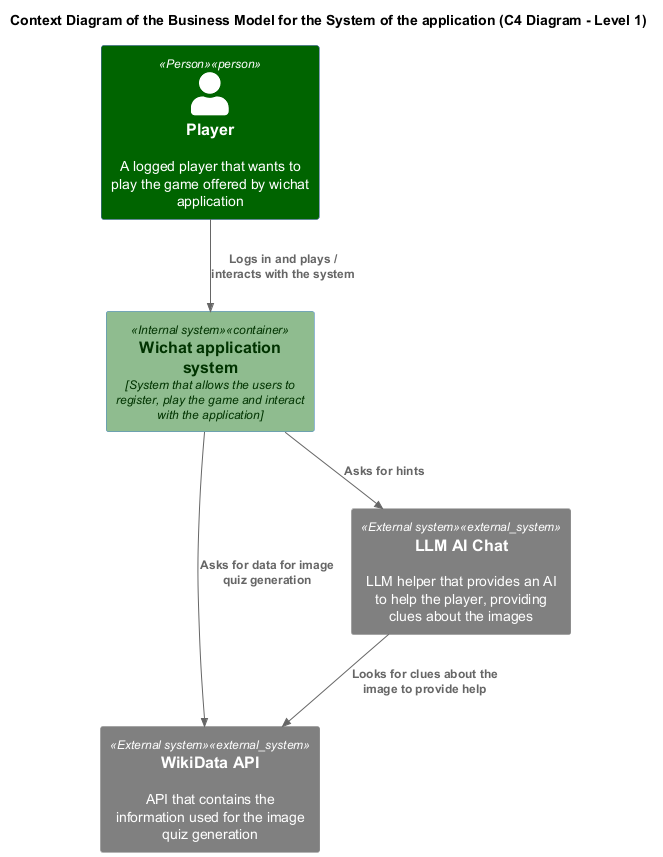 Context Diagram of the Business Model for the System of the application (C4 Diagram - Level 1)
«Person»«person»
Player
A logged player that wants to
play the game offered by wichat
application
Logs in and plays /
interacts with the system
«Internal system»«container»
Wichat application
system
[System that allows the users to
register, play the game and interact
with the application]
Asks for hints
«External system»«external_system»
LLM AI Chat
LLM helper that provides an AI
to help the player, providing
clues about the images
Asks for data for image
quiz generation
Looks for clues about the
image to provide help
«External system»«external_system»
WikiData API
API that contains the
information used for the image
quiz generation